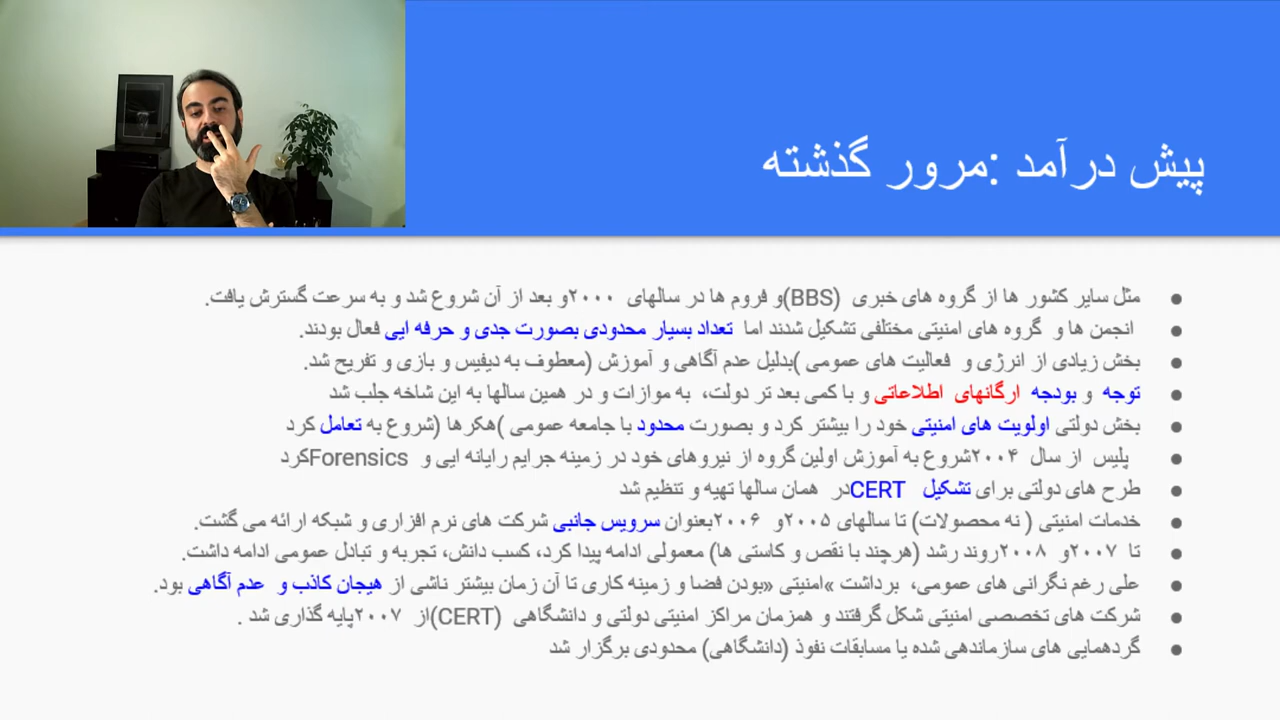 پیش درآمد :مرور گذشته
مثل سایر کشور ها از گروه های خبری (BBS)و فروم ها در سالهای ۲۰۰۰و بعد از آن شروع شد و به سرعت گسترش یافت.
انجمن ها و گروه های امنیتی مختلفی تشکیل شدند اما تعداد بسیار محدودی بصورت جدی و حرفه ایی فعال بودند.
بخش زیادی از انرژی و فعالیت های عمومی )بدلیل عدم آگاهی و آموزش (معطوف به دیفیس و بازی و تفریح شد.
توجه و بودجه ارگانهای اطلاعاتی و با کمی بعد تر دولت، به موازات و در همین سالها به این شاخه جلب شد
بخش دولتی اولویت های امنیتی خود را بیشتر کرد و بصورت محدود با جامعه عمومی )هکرها (شروع به تعامل کرد
پلیس از سال ۲۰۰۴شروع به آموزش اولین گروه از نیروهای خود در زمینه جرایم رایانه ایی و Forensicsکرد
طرح های دولتی برای تشکیل CERTدر همان سالها تهیه و تنظیم شد
خدمات امنیتی ( نه محصولات) تا سالهای ۲۰۰۵و ۲۰۰۶بعنوان سرویس جانبی شرکت های نرم افزاری و شبکه ارائه می گشت.
تا ۲۰۰۷و ۲۰۰۸روند رشد (هرچند با نقص و کاستی ها) معمولی ادامه پیدا کرد، کسب دانش، تجربه و تبادل عمومی ادامه داشت.
علی رغم نگرانی های عمومی، برداشت »امنیتی «بودن فضا و زمینه کاری تا آن زمان بیشتر ناشی از هیجان کاذب و عدم آگاهی بود.
شرکت های تخصصی امنیتی شکل گرفتند و همزمان مراکز امنیتی دولتی و دانشگاهی (CERT)از ۲۰۰۷پایه گذاری شد .
گردهمایی های سازماندهی شده یا مسابقات نفوذ (دانشگاهی) محدودی برگزار شد